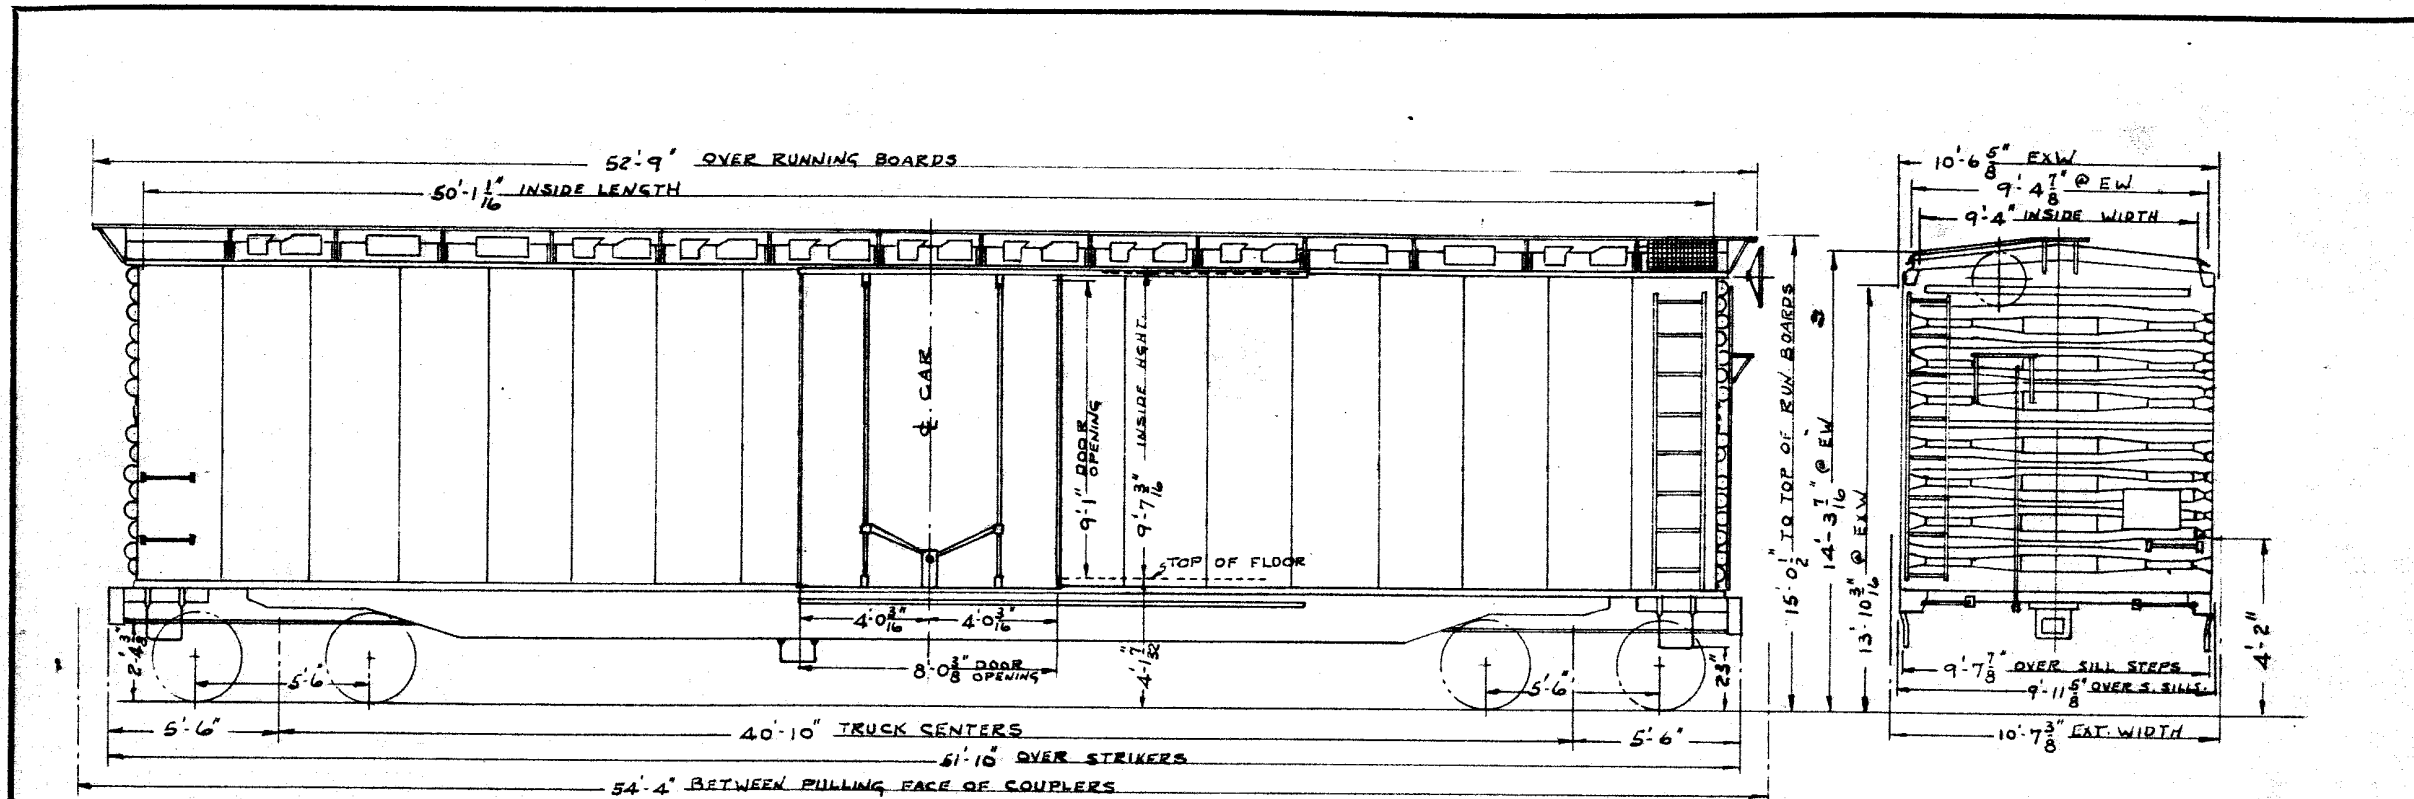 52'-9" OVER RUNNING BOARDS
50'-1 1/16" INSIDE LENGTH
10'-6 5/8" EXW
9'-4 7/8" @ EW
9'-4" INSIDE WIDTH
℄ CAR
9'-1" DOOR
OPENING
9'-7 3/16" INSIDE HGHT.
TOP OF FLOOR
15'-0 1/2" TO TOP OF RUN. BOARDS
14'-3 7/16" @ EW
13'-10 3/16" @ EXW
4'-0 3/16"
4'-0 3/16"
8'-0 3/8" DOOR
OPENING
4'-1 7/32"
2'-4 3/8"
5'-6"
5'-6"
23"
4'-2"
9'-7 7/8" OVER SILL STEPS
9'-11 5/8" OVER S. SILLS.
10'-7 3/8" EXT. WIDTH
5'-6"
40'-10" TRUCK CENTERS
5'-6"
51'-10" OVER STRIKERS
54'-4" BETWEEN PULLING FACE OF COUPLERS